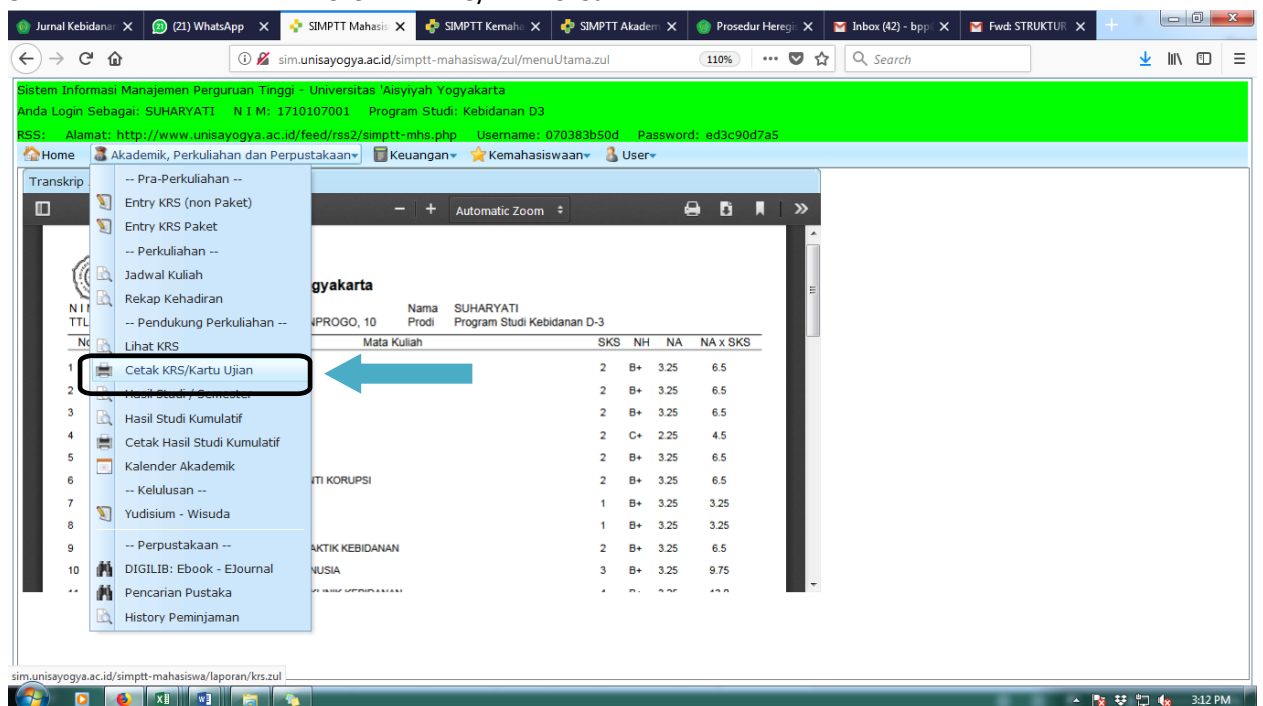 Jurnal Kebidanan
(21) WhatsApp
SIMPTT Mahasis
SIMPTT Kemaha
SIMPTT Akadem
Prosedur Heregi
Inbox (42) - bpp
Fwd: STRUKTUR
sim.unisayogya.ac.id/simptt-mahasiswa/zul/menuUtama.zul
110%
Search
Sistem Informasi Manajemen Perguruan Tinggi - Universitas 'Aisyiyah Yogyakarta
Anda Login Sebagai: SUHARYATI N I M: 1710107001 Program Studi: Kebidanan D3
RSS: Alamat: http://www.unisayogya.ac.id/feed/rss2/simptt-mhs.php Username: 070383b50d Password: ed3c90d7a5
Home Akademik, Perkuliahan dan Perpustakaan Keuangan Kemahasiswaan User
Transkrip
-- Pra-Perkuliahan --
Entry KRS (non Paket)
Entry KRS Paket
-- Perkuliahan --
Jadwal Kuliah
Rekap Kehadiran
-- Pendukung Perkuliahan --
Lihat KRS
Cetak KRS/Kartu Ujian
Hasil Studi / Semester
Hasil Studi Kumulatif
Cetak Hasil Studi Kumulatif
Kalender Akademik
-- Kelulusan --
Yudisium - Wisuda
-- Perpustakaan --
DIGILIB: Ebook - EJournal
Pencarian Pustaka
History Peminjaman
Automatic Zoom
gyakarta
Nama SUHARYATI
TTL NPROGO, 10 Prodi Program Studi Kebidanan D-3
Mata Kuliah SKS NH NA NA x SKS
1 2 B+ 3.25 6.5
2 2 B+ 3.25 6.5
3 2 B+ 3.25 6.5
4 2 C+ 2.25 4.5
5 2 B+ 3.25 6.5
6 NTI KORUPSI 2 B+ 3.25 6.5
7 1 B+ 3.25 3.25
8 1 B+ 3.25 3.25
9 AKTIK KEBIDANAN 2 B+ 3.25 6.5
10 NUSIA 3 B+ 3.25 9.75
sim.unisayogya.ac.id/simptt-mahasiswa/laporan/krs.zul
3:12 PM